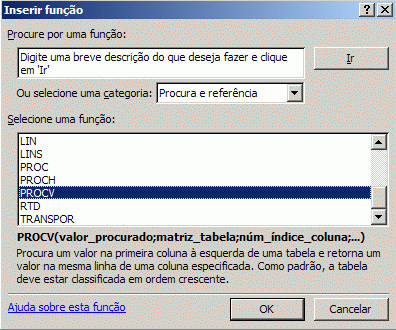 Inserir função
Procure por uma função:
Digite uma breve descrição do que deseja fazer e clique
em 'Ir'
Ir
Ou selecione uma categoria: Procura e referência
Selecione uma função:
LIN
LINS
PROC
PROCH
PROCV
RTD
TRANSPOR
PROCV(valor_procurado;matriz_tabela;núm_índice_coluna;...)
Procura um valor na primeira coluna à esquerda de uma tabela e retorna um
valor na mesma linha de uma coluna especificada. Como padrão, a tabela
deve estar classificada em ordem crescente.
Ajuda sobre esta função
OK
Cancelar